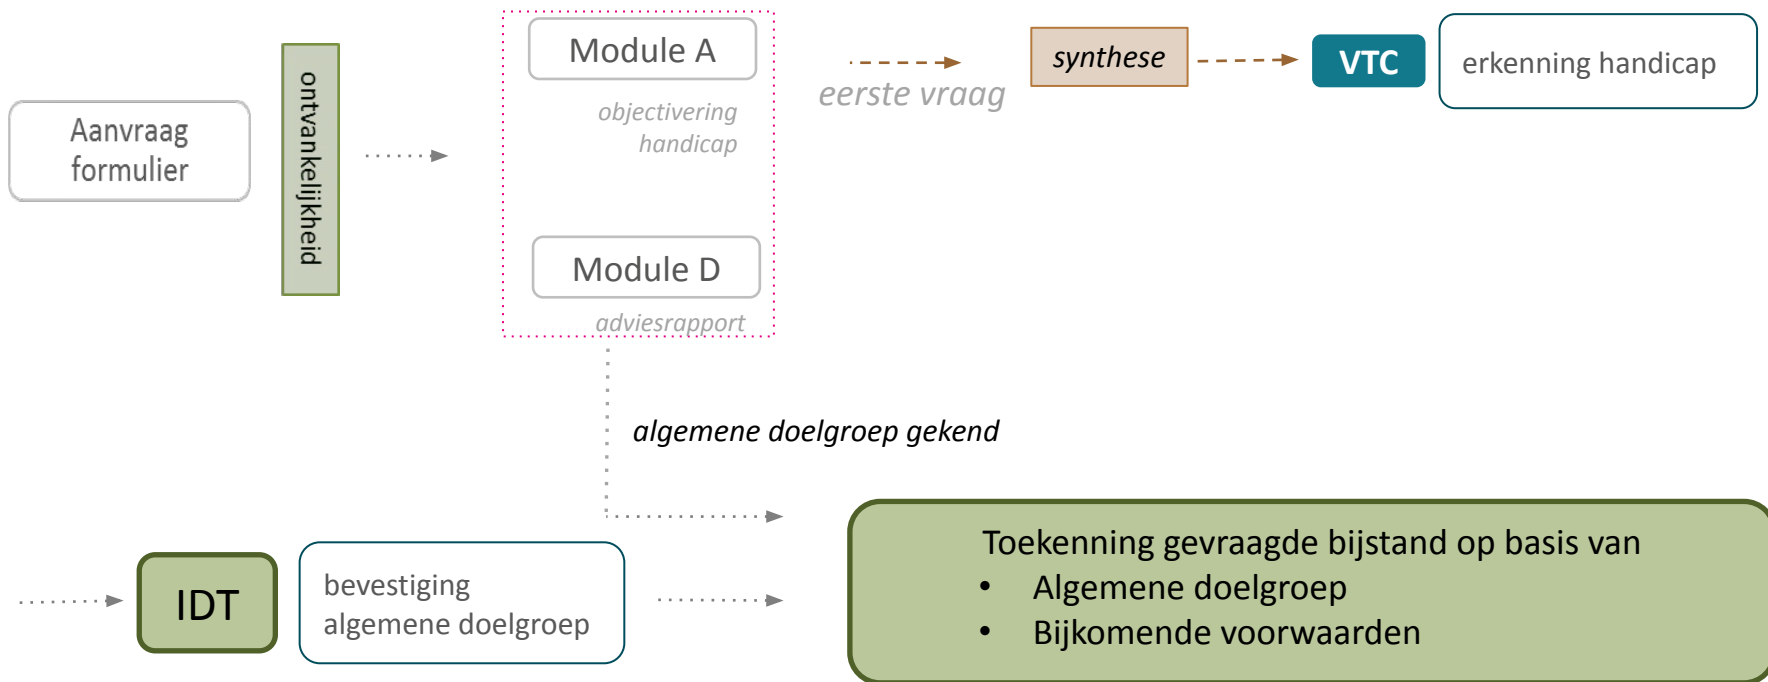 Aanvraag
formulier
ontvankelijkheid
Module A
objectivering
handicap
Module D
adviesrapport
eerste vraag
synthese
VTC
erkenning handicap
algemene doelgroep gekend
IDT
bevestiging
algemene doelgroep
Toekenning gevraagde bijstand op basis van
• Algemene doelgroep
• Bijkomende voorwaarden